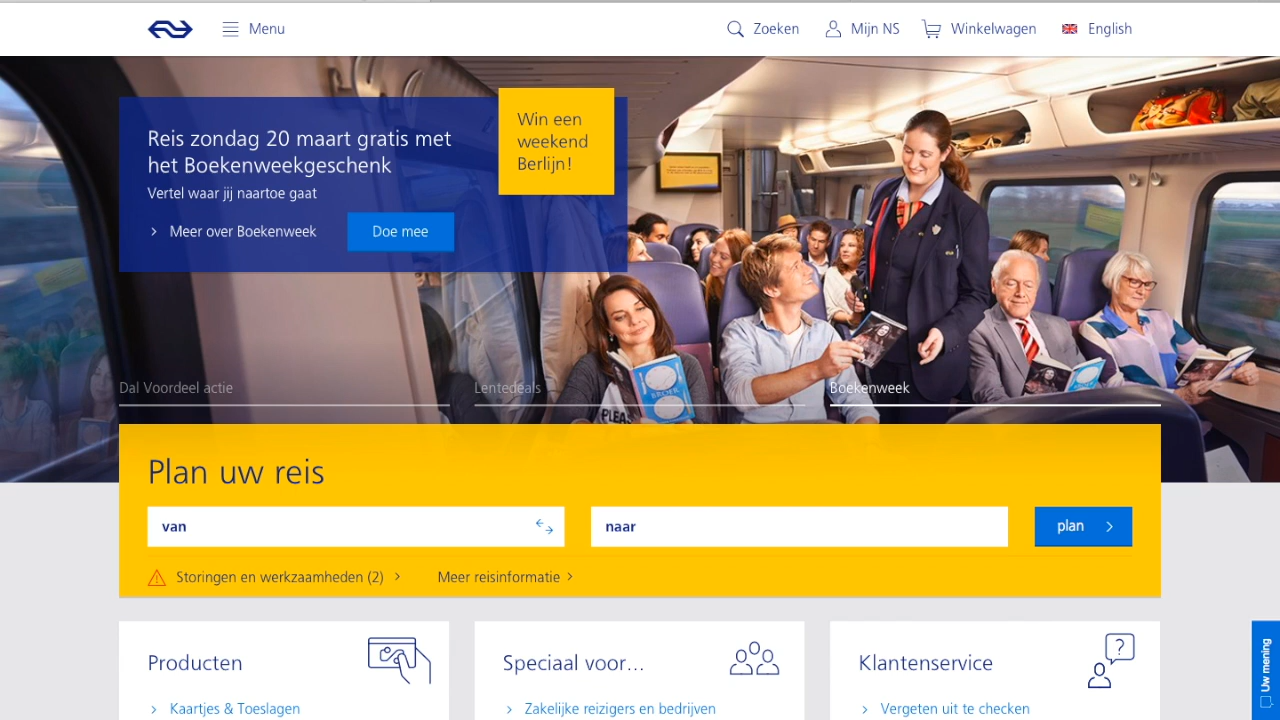 Menu
Zoeken
Mijn NS
Winkelwagen
English
Reis zondag 20 maart gratis met
het Boekenweekgeschenk
Vertel waar jij naartoe gaat
Meer over Boekenweek
Doe mee
Win een
weekend
Berlijn!
Dal Voordeel actie
Lentedeals
Boekenweek
PLEAS
Plan uw reis
van
naar
plan
Storingen en werkzaamheden (2)
Meer reisinformatie
Producten
Kaartjes & Toeslagen
Speciaal voor...
Zakelijke reizigers en bedrijven
Klantenservice
Vergeten uit te checken
Uw mening